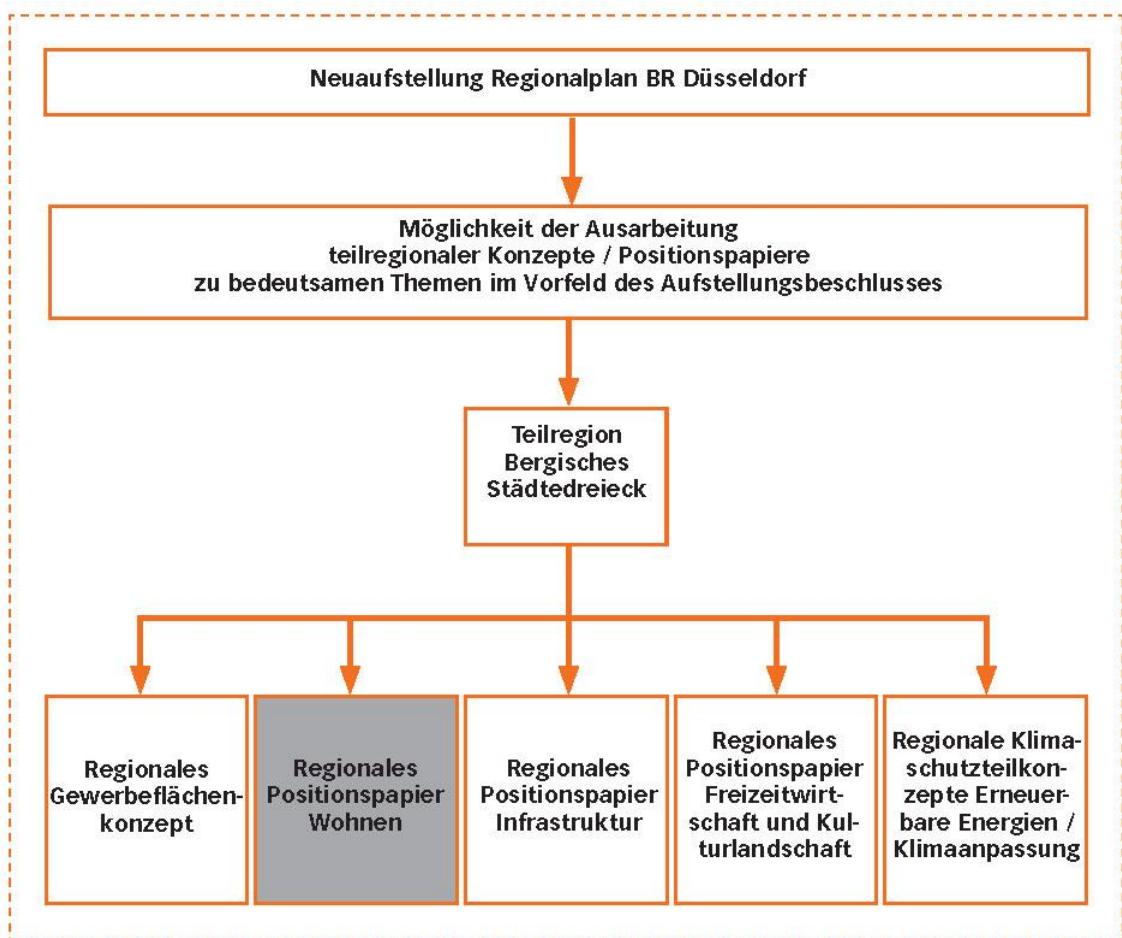 Neuaufstellung Regionalplan BR Düsseldorf
Möglichkeit der Ausarbeitung
teilregionaler Konzepte / Positionspapiere
zu bedeutsamen Themen im Vorfeld des Aufstellungsbeschlusses
Teilregion
Bergisches
Städtedreieck
Regionales
Gewerbeflächen-
konzept
Regionales
Positionspapier
Wohnen
Regionales
Positionspapier
Infrastruktur
Regionales
Positionspapier
Freizeitwirt-
schaft und Kul-
turlandschaft
Regionale Klima-
schutzteilkon-
zepte Erneuer-
bare Energien /
Klimaanpassung